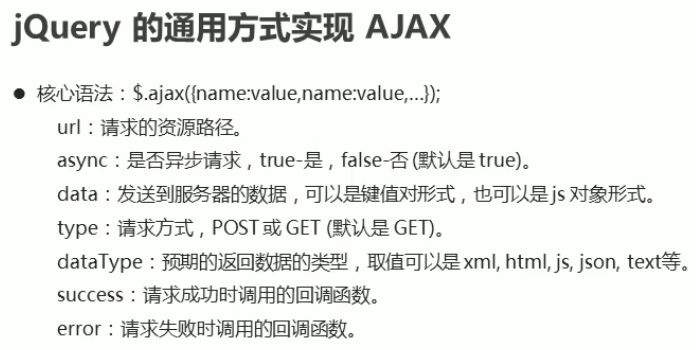 jQuery 的通用方式实现 AJAX
● 核心语法：$.ajax({name:value,name:value,…});
url：请求的资源路径。
async：是否异步请求，true-是，false-否 (默认是 true)。
data：发送到服务器的数据，可以是键值对形式，也可以是 js 对象形式。
type：请求方式，POST 或 GET (默认是 GET)。
dataType：预期的返回数据的类型，取值可以是 xml, html, js, json, text等。
success：请求成功时调用的回调函数。
error：请求失败时调用的回调函数。